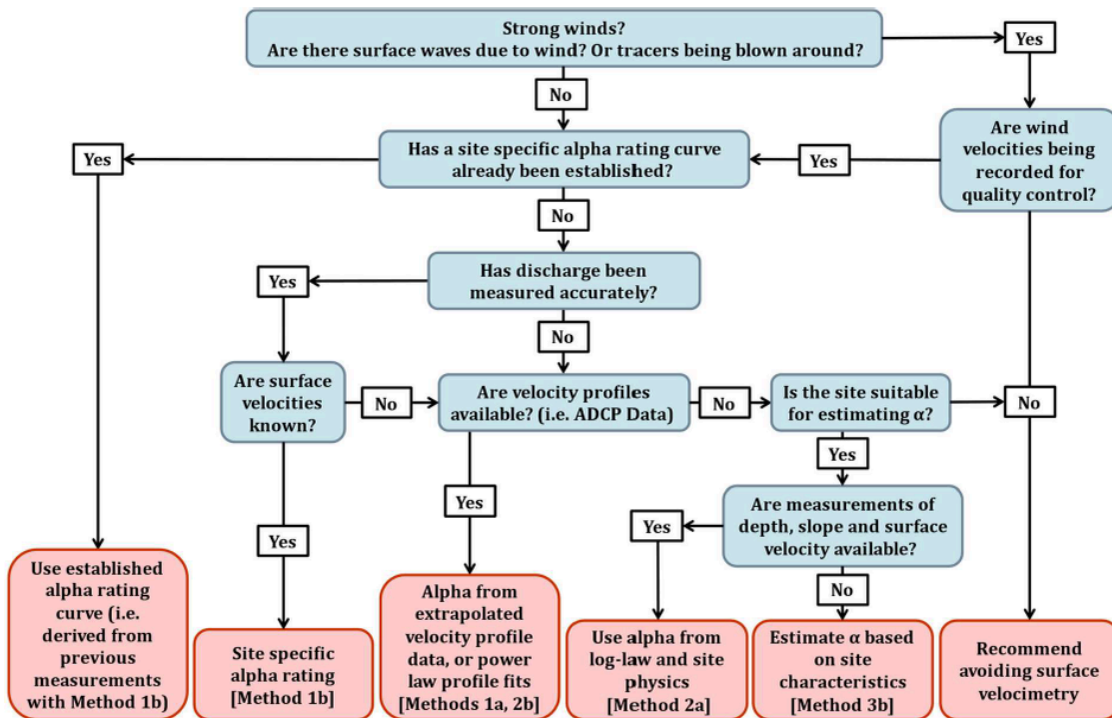 Strong winds?
Are there surface waves due to wind? Or tracers being blown around?
Yes
No
Are wind
velocities being
recorded for
quality control?
Yes
Has a site specific alpha rating curve
already been established?
Yes
No
Has discharge been
measured accurately?
Yes
No
Are surface
velocities
known?
No
Are velocity profiles
available? (i.e. ADCP Data)
No
Is the site suitable
for estimating α?
No
Yes
Yes
Are measurements of
depth, slope and surface
velocity available?
Yes
Yes
No
Use established
alpha rating
curve (i.e.
derived from
previous
measurements
with Method 1b)
Site specific
alpha rating
[Method 1b]
Alpha from
extrapolated
velocity profile
data, or power
law profile fits
[Methods 1a, 2b]
Use alpha from
log-law and site
physics
[Method 2a]
Estimate α based
on site
characteristics
[Method 3b]
Recommend
avoiding surface
velocimetry